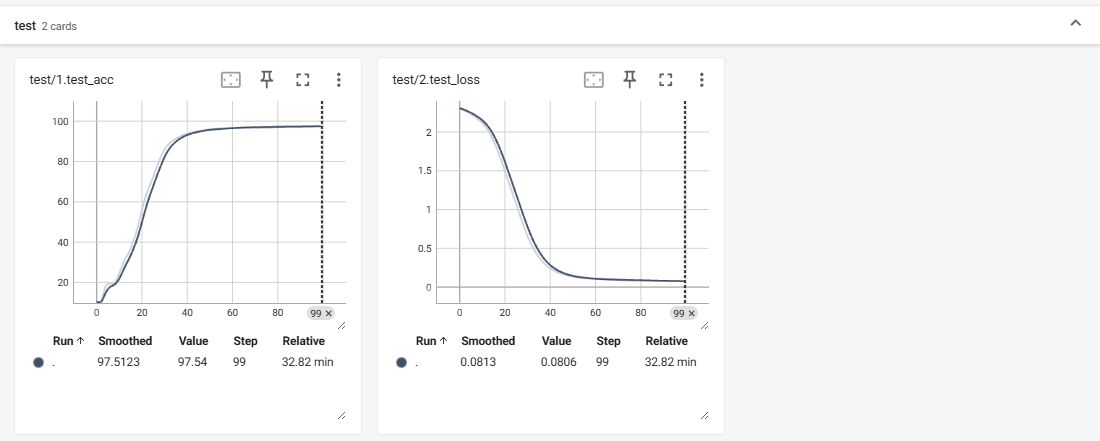 test 2 cards
test/1.test_acc
100
80
60
40
20
0 20 40 60 80 99 ×
Run ↑ Smoothed Value Step Relative
. 97.5123 97.54 99 32.82 min
test/2.test_loss
2
1.5
1
0.5
0
0 20 40 60 80 99 ×
Run ↑ Smoothed Value Step Relative
. 0.0813 0.0806 99 32.82 min